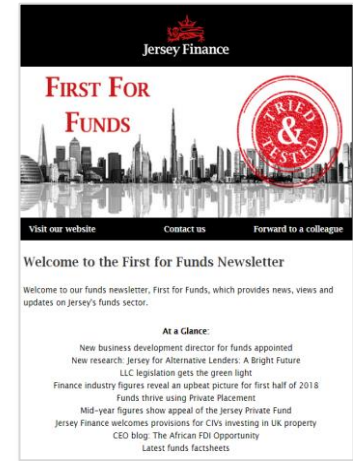 Jersey Finance
FIRST FOR
FUNDS
TRIED
&
TESTED
Visit our website Contact us Forward to a colleague
Welcome to the First for Funds Newsletter
Welcome to our funds newsletter, First for Funds, which provides news, views and
updates on Jersey's funds sector.
At a Glance:
New business development director for funds appointed
New research: Jersey for Alternative Lenders: A Bright Future
LLC legislation gets the green light
Finance industry figures reveal an upbeat picture for first half of 2018
Funds thrive using Private Placement
Mid-year figures show appeal of the Jersey Private Fund
Jersey Finance welcomes provisions for CIVs investing in UK property
CEO blog: The African FDI Opportunity
Latest funds factsheets